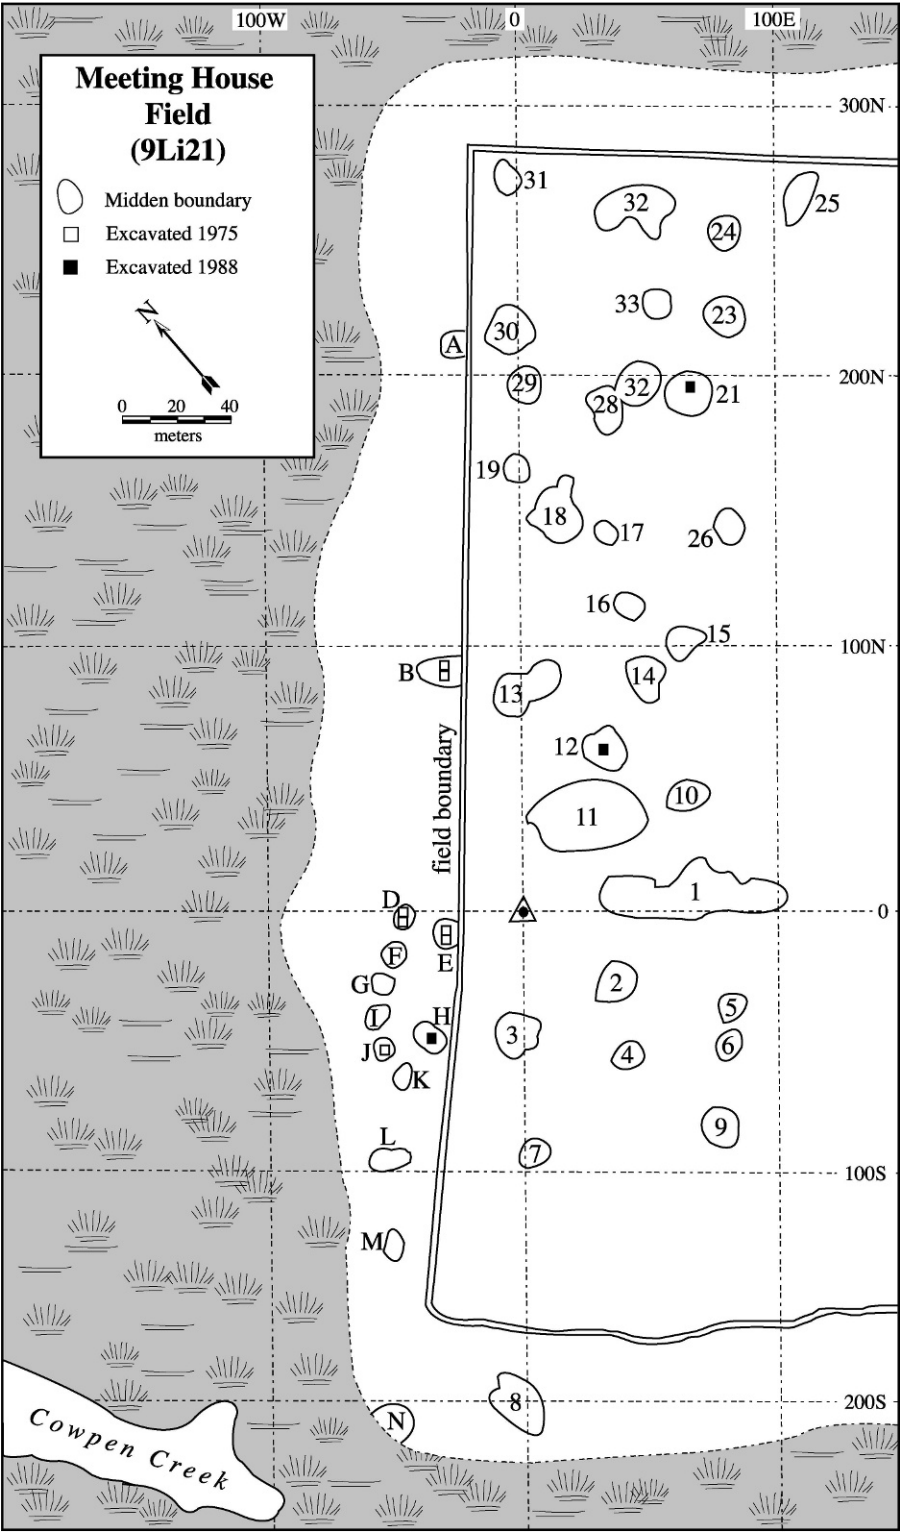 100W 0 100E
Meeting House
Field
(9Li21)
Midden boundary
Excavated 1975
Excavated 1988
N
0 20 40
meters
300N
31
32
25
24
33
23
30
A
200N
29
32
28
21
19
18
17
26
16
15
100N
B
13
14
12
field boundary
10
11
1
D
0
E
F
G
2
I
H
5
3
J
4
6
K
9
L
7
100S
M
8
200S
N
Cowpen Creek